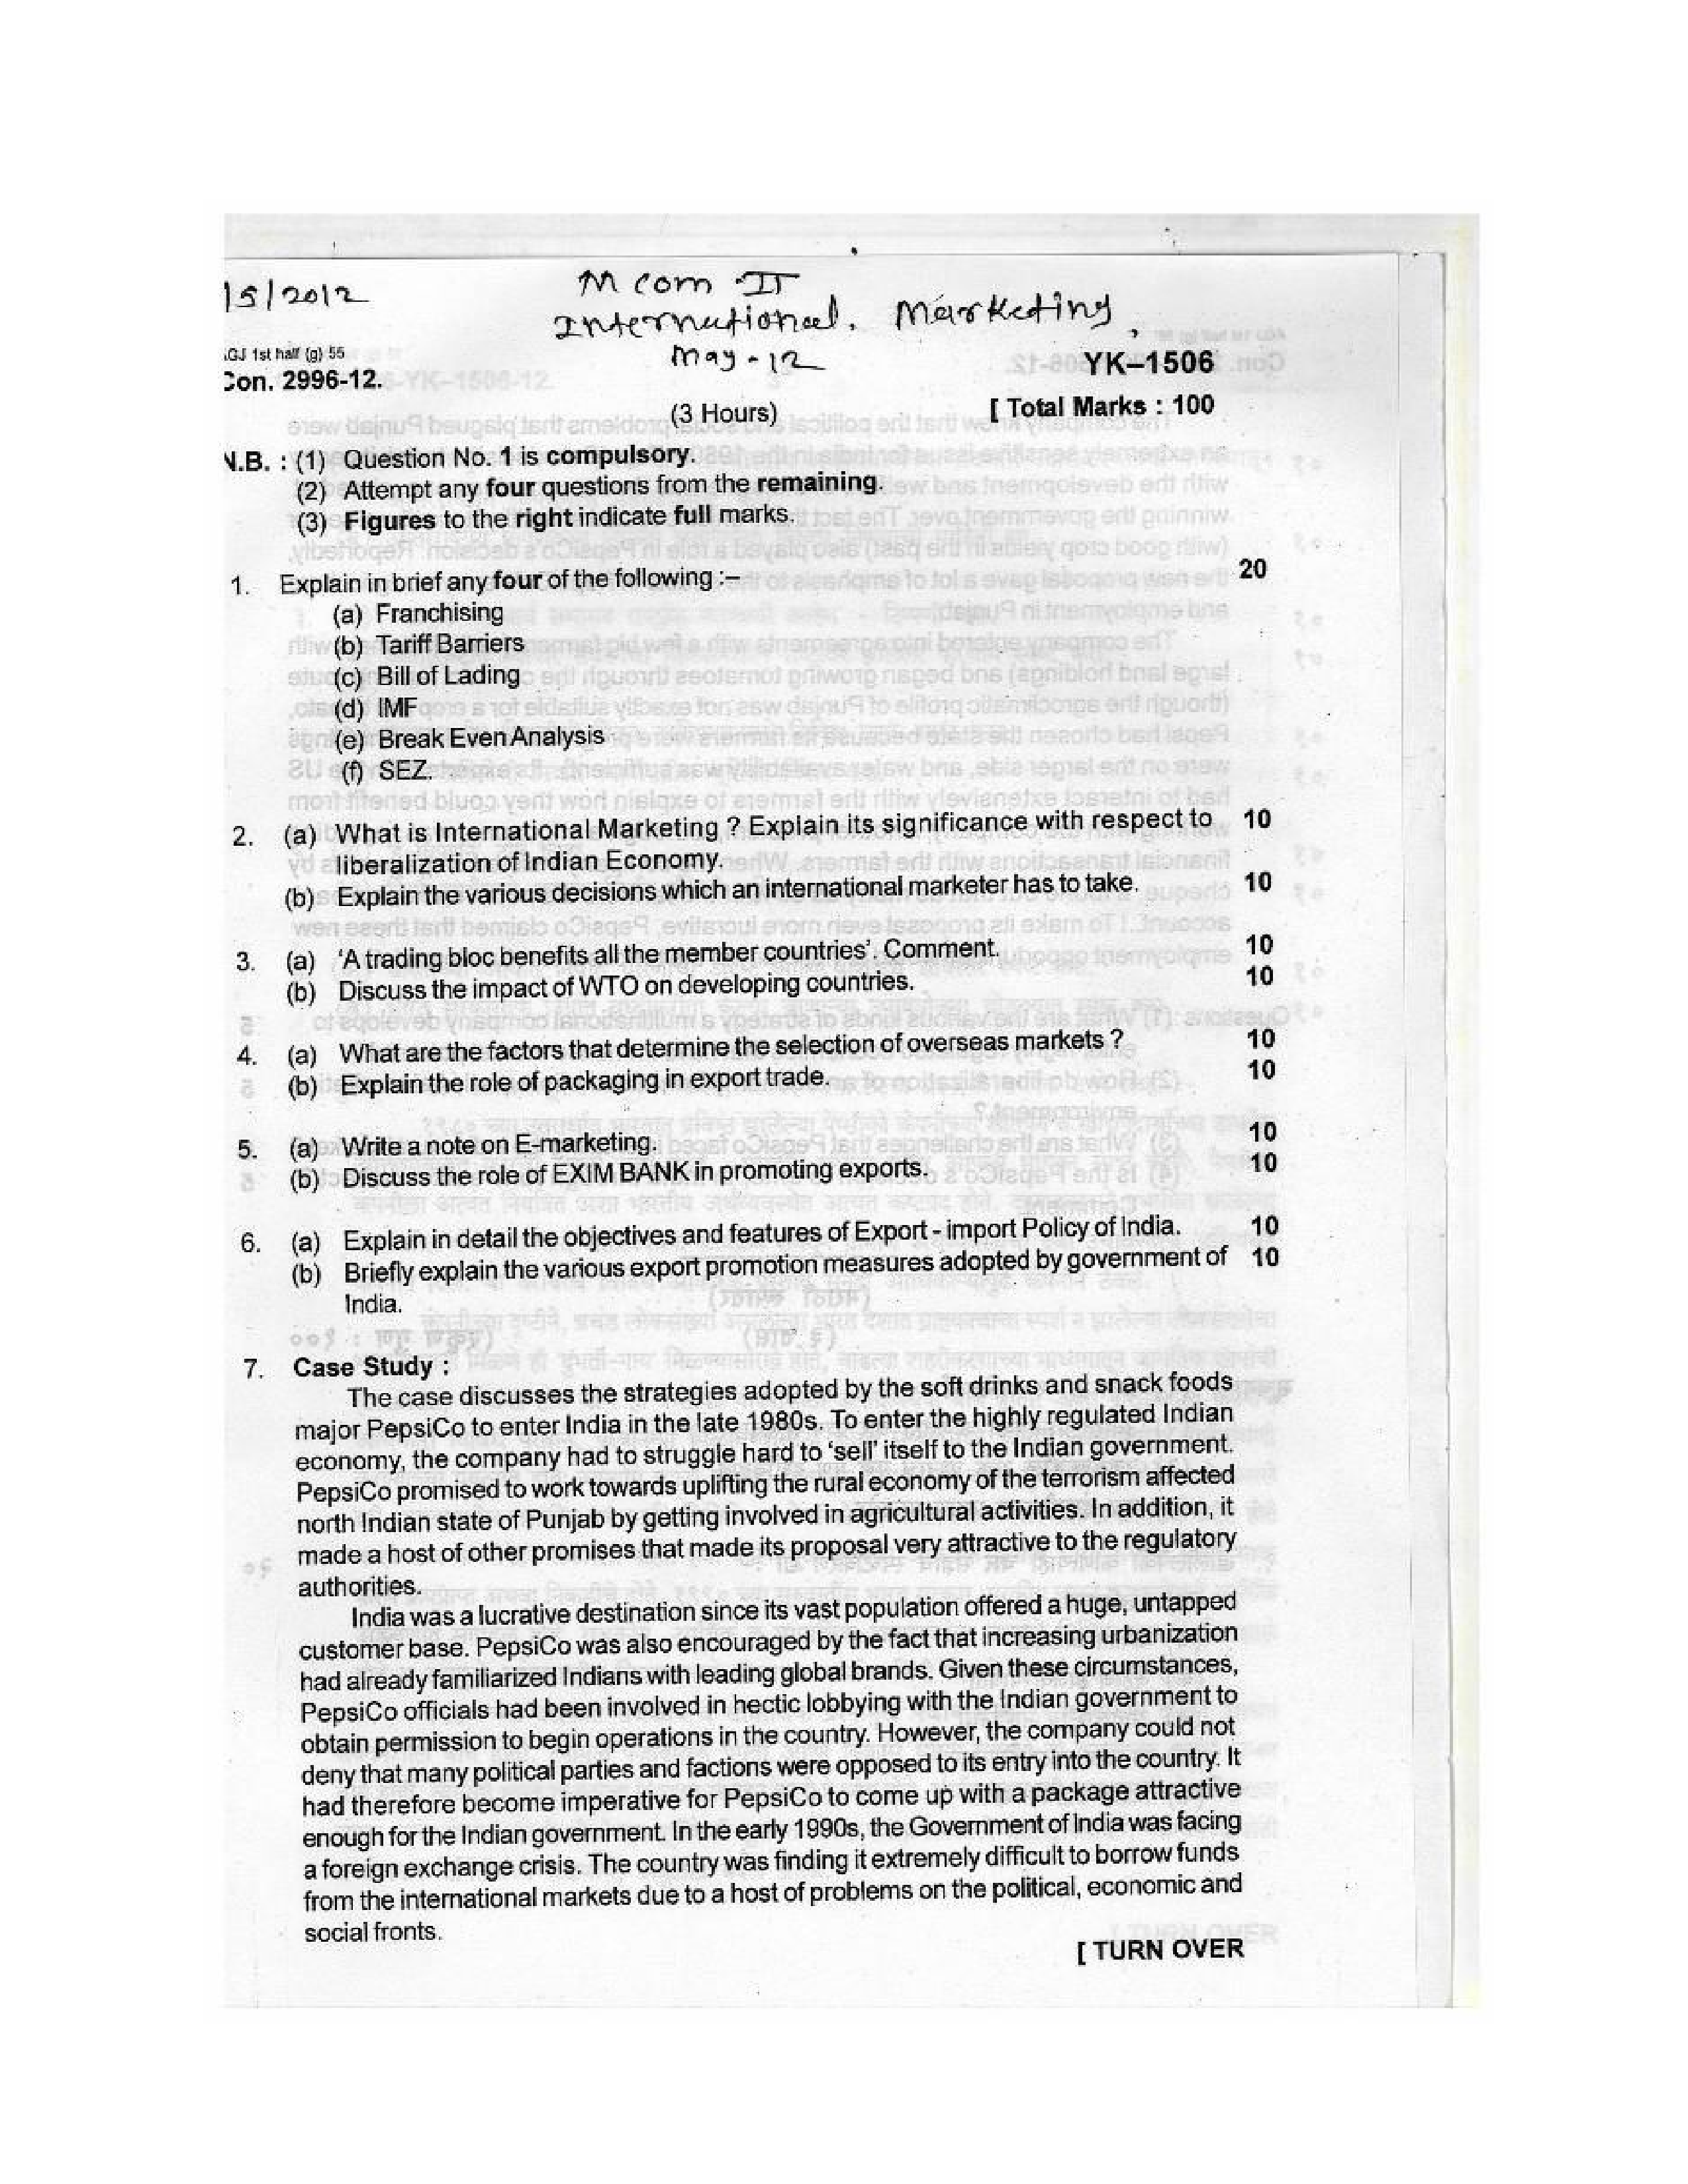 15/2012
M com II
International. Marketing,
AGJ 1st half (g) 55
May - 12
YK–1506
Con. 2996-12.
(3 Hours)
[ Total Marks : 100
N.B. : (1) Question No. 1 is compulsory.
(2) Attempt any four questions from the remaining.
(3) Figures to the right indicate full marks.
1. Explain in brief any four of the following :– 20
(a) Franchising
(b) Tariff Barriers
(c) Bill of Lading
(d) IMF
(e) Break Even Analysis
(f) SEZ.
2. (a) What is International Marketing ? Explain its significance with respect to 10
liberalization of Indian Economy.
(b) Explain the various decisions which an international marketer has to take. 10
3. (a) 'A trading bloc benefits all the member countries'. Comment. 10
(b) Discuss the impact of WTO on developing countries. 10
4. (a) What are the factors that determine the selection of overseas markets ? 10
(b) Explain the role of packaging in export trade. 10
5. (a) Write a note on E-marketing. 10
(b) Discuss the role of EXIM BANK in promoting exports. 10
6. (a) Explain in detail the objectives and features of Export - import Policy of India. 10
(b) Briefly explain the various export promotion measures adopted by government of 10
India.
7. Case Study :
The case discusses the strategies adopted by the soft drinks and snack foods
major PepsiCo to enter India in the late 1980s. To enter the highly regulated Indian
economy, the company had to struggle hard to 'sell' itself to the Indian government.
PepsiCo promised to work towards uplifting the rural economy of the terrorism affected
north Indian state of Punjab by getting involved in agricultural activities. In addition, it
made a host of other promises that made its proposal very attractive to the regulatory
authorities.
India was a lucrative destination since its vast population offered a huge, untapped
customer base. PepsiCo was also encouraged by the fact that increasing urbanization
had already familiarized Indians with leading global brands. Given these circumstances,
PepsiCo officials had been involved in hectic lobbying with the Indian government to
obtain permission to begin operations in the country. However, the company could not
deny that many political parties and factions were opposed to its entry into the country. It
had therefore become imperative for PepsiCo to come up with a package attractive
enough for the Indian government. In the early 1990s, the Government of India was facing
a foreign exchange crisis. The country was finding it extremely difficult to borrow funds
from the international markets due to a host of problems on the political, economic and
social fronts.
[ TURN OVER